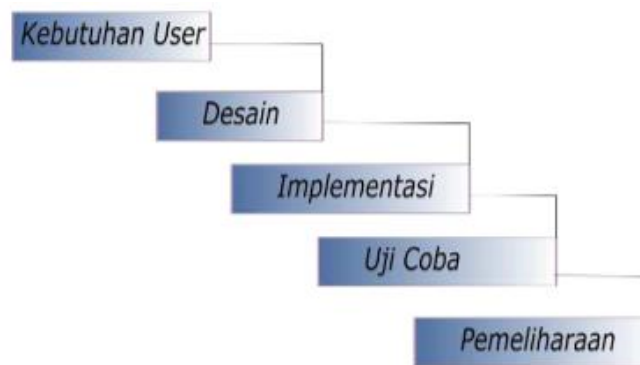 Kebutuhan User
Desain
Implementasi
Uji Coba
Pemeliharaan